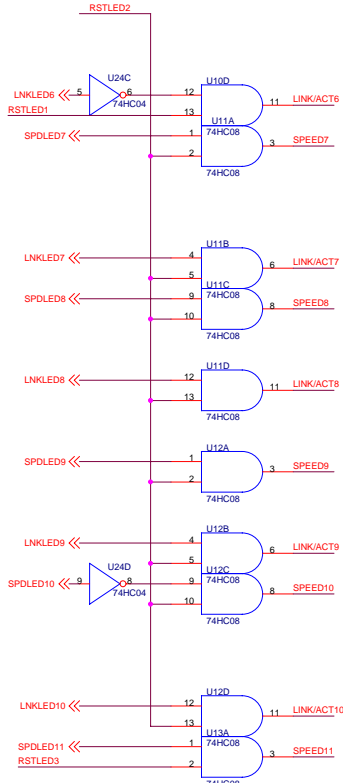 RSTLED2
U24C
U10D
LNKLED6 5 6 12 11 LINK/ACT6
74HC04
RSTLED1 13
U11A
74HC08
SPDLED7 1 3 SPEED7
2
74HC08
U11B
LNKLED7 4 6 LINK/ACT7
5
U11C
74HC08
SPDLED8 9 8 SPEED8
10
74HC08
U11D
LNKLED8 12 11 LINK/ACT8
13
74HC08
U12A
SPDLED9 1 3 SPEED9
2
74HC08
U12B
LNKLED9 4 6 LINK/ACT9
5
U24D U12C
74HC08
SPDLED10 9 8 9 8 SPEED10
74HC04
10
74HC08
U12D
LNKLED10 12 11 LINK/ACT10
13
U13A
74HC08
SPDLED11 1 3 SPEED11
RSTLED3 2
74HC08